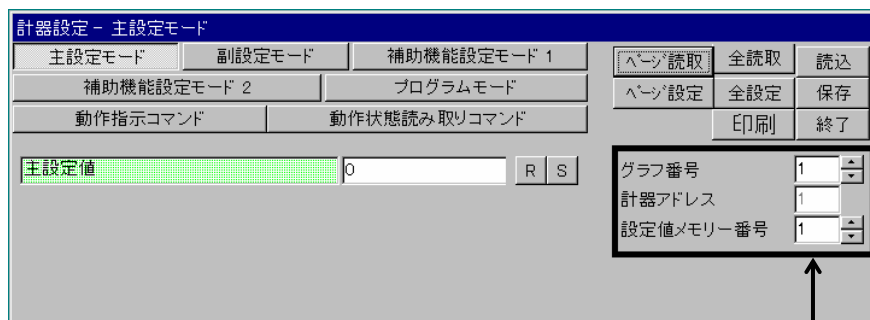 計器設定 - 主設定モード
主設定モード 副設定モード 補助機能設定モード 1
補助機能設定モード 2 プログラムモード
動作指示コマンド 動作状態読み取りコマンド
ページ読取 全読取 読込
ページ設定 全設定 保存
印刷 終了
主設定値 0 R S
グラフ番号 1
計器アドレス 1
設定値メモリー番号 1